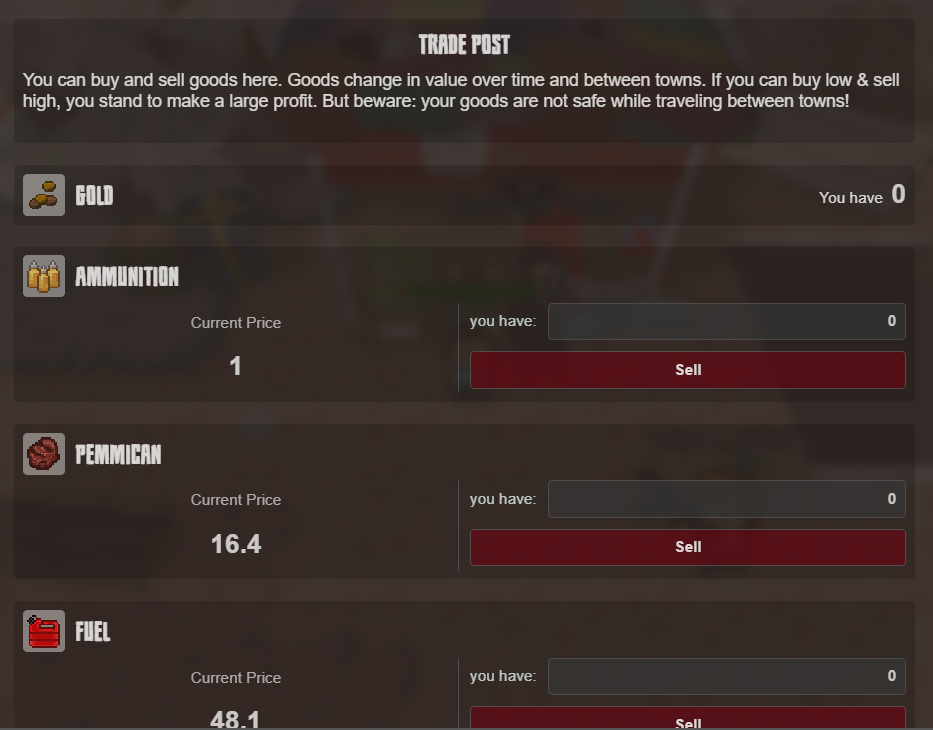 TRADE POST
You can buy and sell goods here. Goods change in value over time and between towns. If you can buy low & sell
high, you stand to make a large profit. But beware: your goods are not safe while traveling between towns!
GOLD
You have 0
AMMUNITION
Current Price
you have: 0
1
Sell
PEMMICAN
Current Price
you have: 0
16.4
Sell
FUEL
Current Price
you have: 0
48.1
Sell